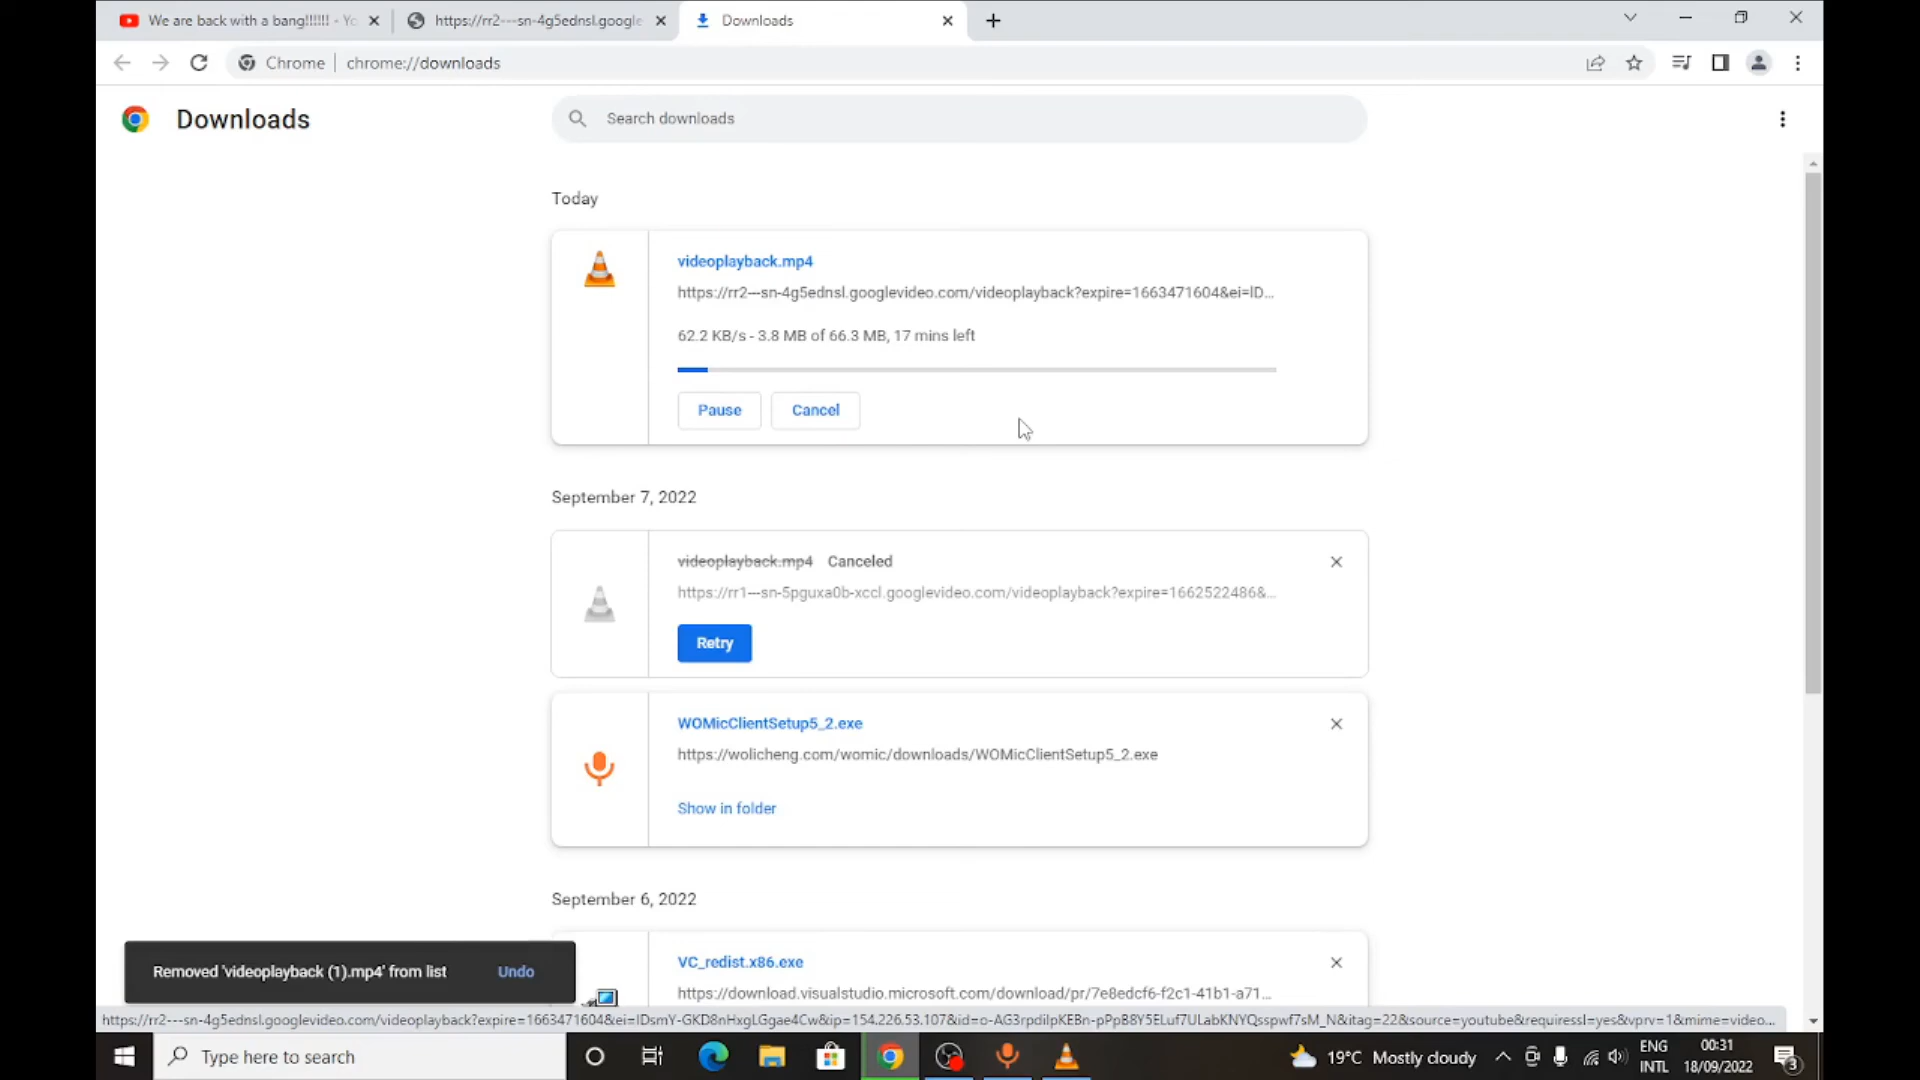 We are back with a bang!!!!!! - Yo
https://rr2---sn-4g5ednsl.google
Downloads
Chrome
chrome://downloads
Downloads
Search downloads
Today
videoplayback.mp4
https://rr2---sn-4g5ednsl.googlevideo.com/videoplayback?expire=1663471604&ei=ID...
62.2 KB/s - 3.8 MB of 66.3 MB, 17 mins left
Pause
Cancel
September 7, 2022
videoplayback.mp4 Canceled
https://rr1---sn-5pguxa0b-xccl.googlevideo.com/videoplayback?expire=1662522486&...
Retry
WOMicClientSetup5_2.exe
https://wolicheng.com/womic/downloads/WOMicClientSetup5_2.exe
Show in folder
September 6, 2022
VC_redist.x86.exe
https://download.visualstudio.microsoft.com/download/pr/7e8edcf6-f2c1-41b1-a71...
Removed 'videoplayback (1).mp4' from list
Undo
https://rr2---sn-4g5ednsl.googlevideo.com/videoplayback?expire=1663471604&ei=IDsmY-GKD8nHxgLGgae4Cw&ip=154.226.53.107&id=o-AG3rpdiIpKEBn-pPpB8Y5ELuf7ULabKNYQsspwf7sM_N&itag=22&source=youtube&requiressl=yes&vprv=1&mime=video...
Type here to search
19°C Mostly cloudy
ENG
INTL
00:31
18/09/2022
3